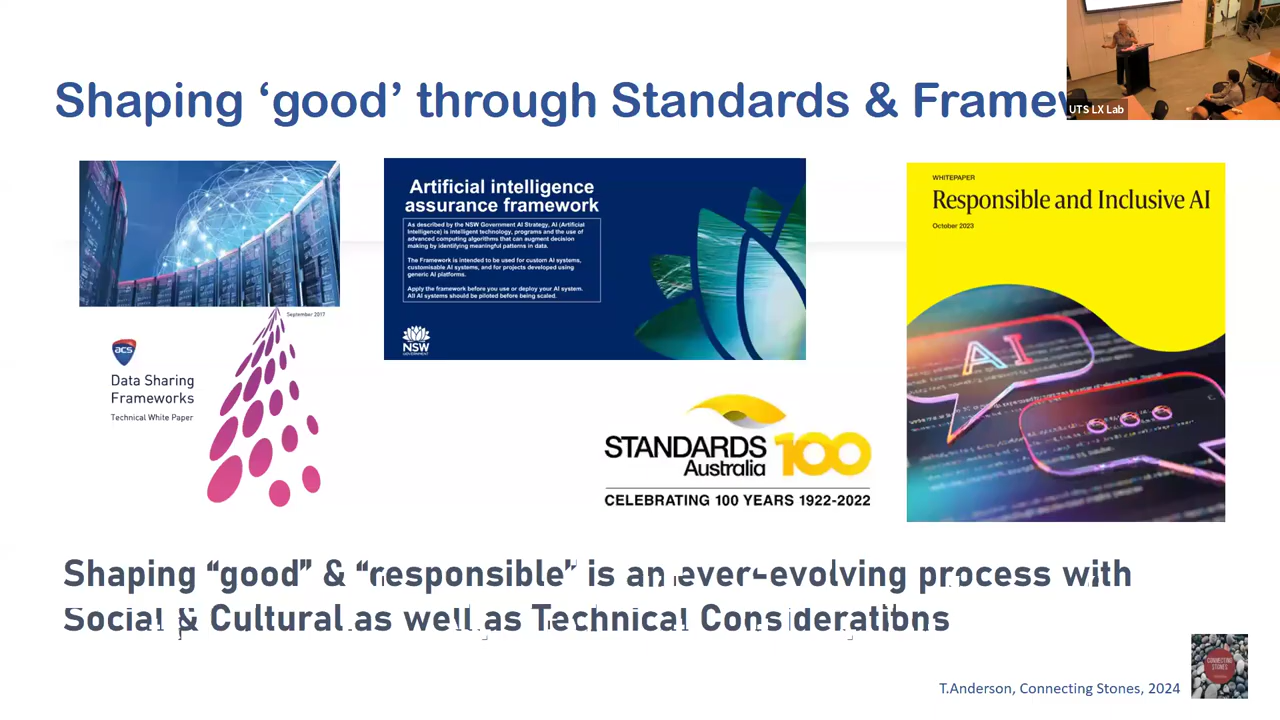 Shaping ‘good’ through Standards & Framew
UTS LX Lab
September 2017
acs
Data Sharing
Frameworks
Technical White Paper
Artificial intelligence
assurance framework
As described by the NSW Government AI Strategy, AI (Artificial
Intelligence) is intelligent technology, programs and the use of
advanced computing algorithms that can augment decision
making by identifying meaningful patterns in data.
The Framework is intended to be used for custom AI systems,
customisable AI systems, and for projects developed using
generic AI platforms.
Apply the framework before you use or deploy your AI system.
All AI systems should be piloted before being scaled.
NSW
GOVERNMENT
STANDARDS
Australia
100
CELEBRATING 100 YEARS 1922-2022
WHITEPAPER
Responsible and Inclusive AI
October 2023
AI
Shaping “good” & “responsible” is an ever-evolving process with
Social & Cultural as well as Technical Considerations
T.Anderson, Connecting Stones, 2024
CONNECTING
STONES